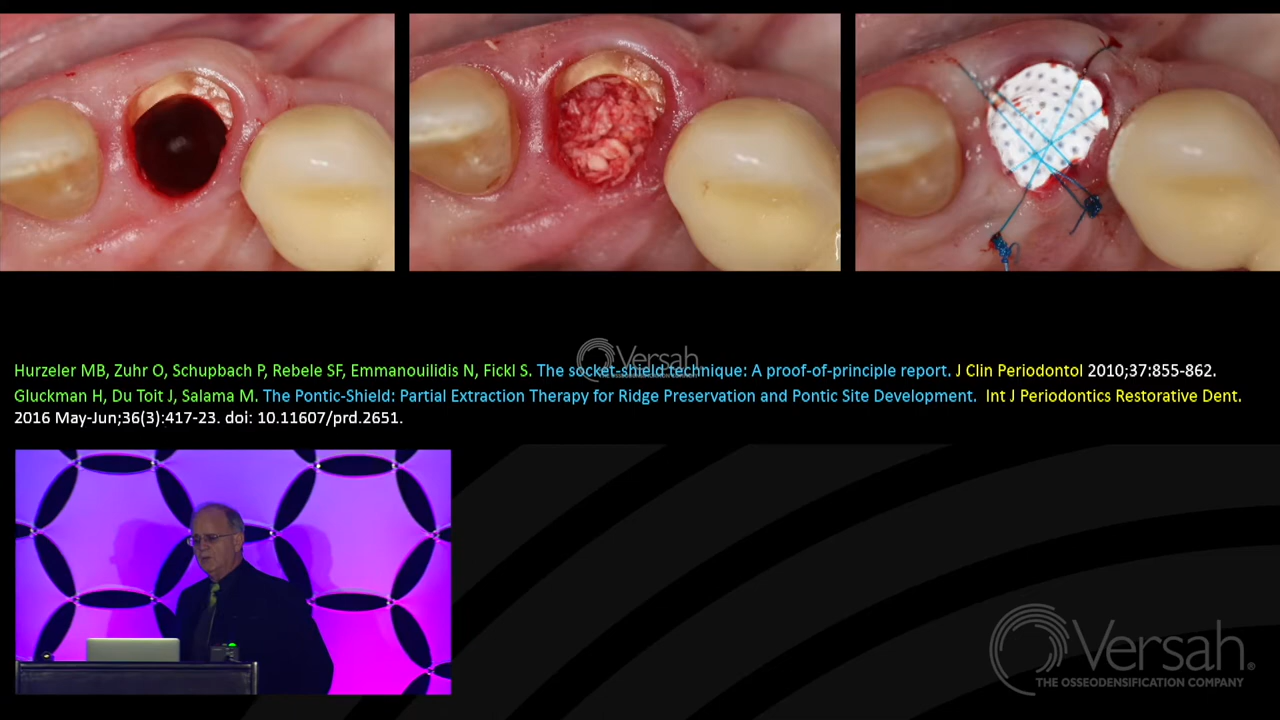 Versah
Hurzeler MB, Zuhr O, Schupbach P, Rebele SF, Emmanouilidis N, Fickl S. The socket-shield technique: A proof-of-principle report. J Clin Periodontol 2010;37:855-862.
Gluckman H, Du Toit J, Salama M. The Pontic-Shield: Partial Extraction Therapy for Ridge Preservation and Pontic Site Development. Int J Periodontics Restorative Dent.
2016 May-Jun;36(3):417-23. doi: 10.11607/prd.2651.
Versah®
THE OSSEODENSIFICATION COMPANY